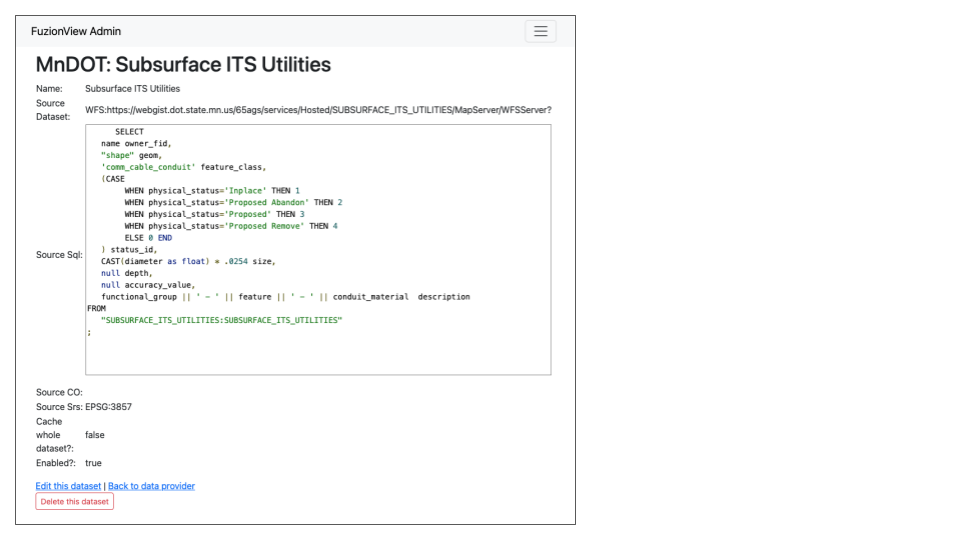 FuzionView Admin
MnDOT: Subsurface ITS Utilities
Name: Subsurface ITS Utilities
Source Dataset: WFS:https://webgist.dot.state.mn.us/65ags/services/Hosted/SUBSURFACE_ITS_UTILITIES/MapServer/WFSServer?
Source Sql:
SELECT
name owner_fid,
"shape" geom,
'comm_cable_conduit' feature_class,
(CASE
WHEN physical_status='Inplace' THEN 1
WHEN physical_status='Proposed Abandon' THEN 2
WHEN physical_status='Proposed' THEN 3
WHEN physical_status='Proposed Remove' THEN 4
ELSE 0 END
) status_id,
CAST(diameter as float) * .0254 size,
null depth,
null accuracy_value,
functional_group || ' - ' || feature || ' - ' || conduit_material description
FROM
"SUBSURFACE_ITS_UTILITIES:SUBSURFACE_ITS_UTILITIES"
;
Source CO:
Source Srs: EPSG:3857
Cache whole dataset?: false
Enabled?: true
Edit this dataset | Back to data provider
Delete this dataset